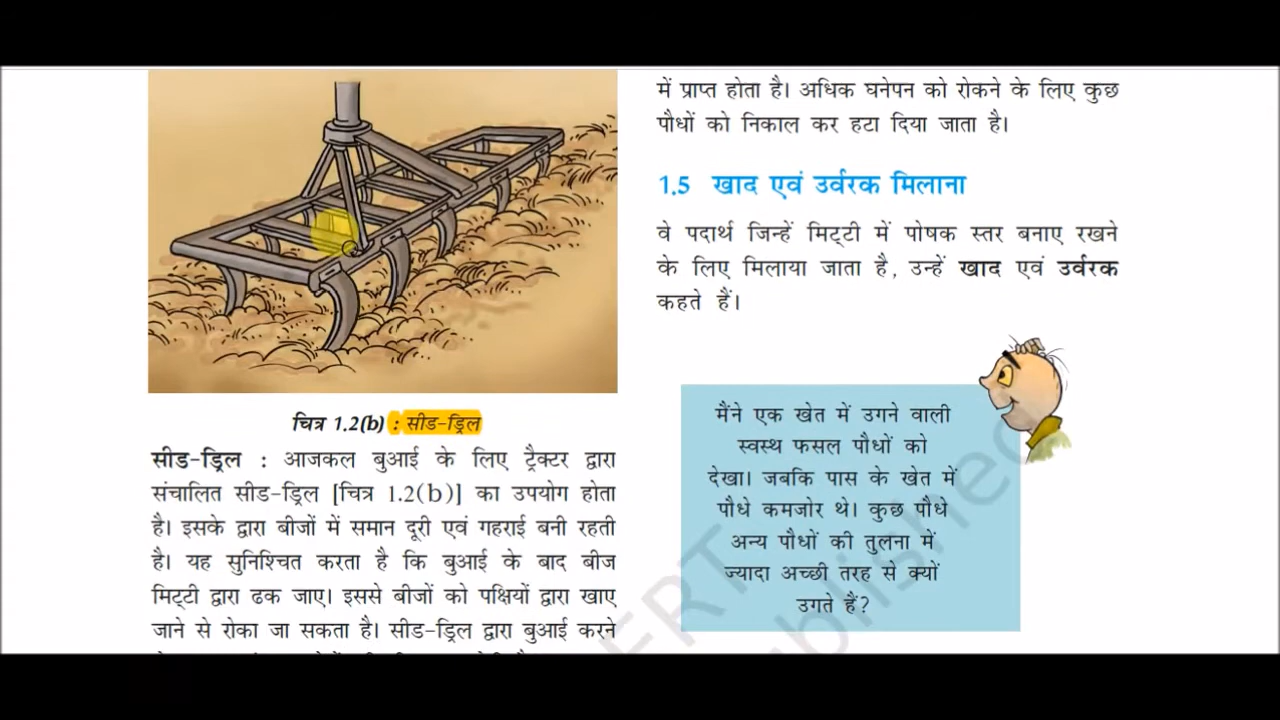 चित्र 1.2(b) : सीड-ड्रिल
सीड-ड्रिल : आजकल बुआई के लिए ट्रैक्टर द्वारा
संचालित सीड-ड्रिल [चित्र 1.2(b)] का उपयोग होता
है। इसके द्वारा बीजों में समान दूरी एवं गहराई बनी रहती
है। यह सुनिश्चित करता है कि बुआई के बाद बीज
मिट्टी द्वारा ढक जाए। इससे बीजों को पक्षियों द्वारा खाए
जाने से रोका जा सकता है। सीड-ड्रिल द्वारा बुआई करने
में प्राप्त होता है। अधिक घनेपन को रोकने के लिए कुछ
पौधों को निकाल कर हटा दिया जाता है।
1.5 खाद एवं उर्वरक मिलाना
वे पदार्थ जिन्हें मिट्टी में पोषक स्तर बनाए रखने
के लिए मिलाया जाता है, उन्हें खाद एवं उर्वरक
कहते हैं।
मैंने एक खेत में उगने वाली
स्वस्थ फसल पौधों को
देखा। जबकि पास के खेत में
पौधे कमजोर थे। कुछ पौधे
अन्य पौधों की तुलना में
ज्यादा अच्छी तरह से क्यों
उगते हैं?